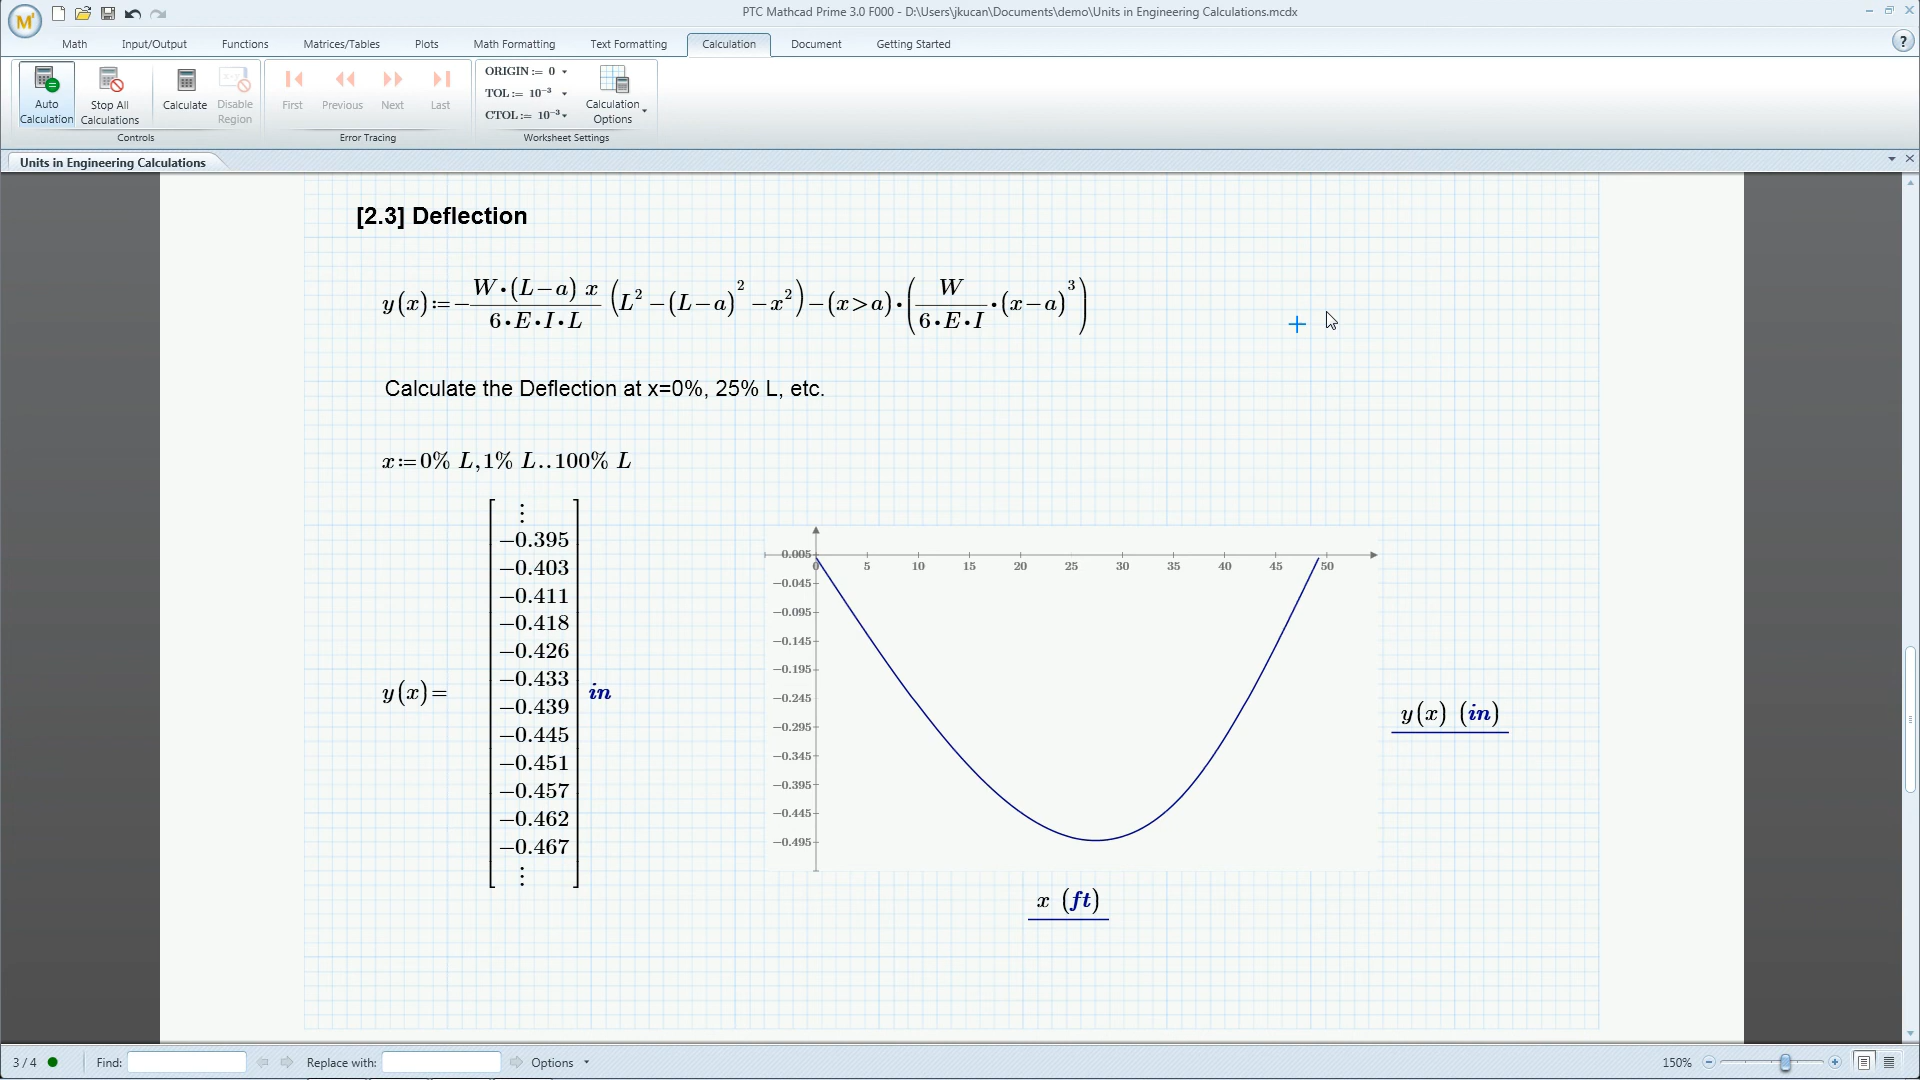 PTC Mathcad Prime 3.0 F000 - D:\Users\jkucan\Documents\demo\Units in Engineering Calculations.mcdx
Math Input/Output Functions Matrices/Tables Plots Math Formatting Text Formatting Calculation Document Getting Started
Auto Calculation
Stop All Calculations
Calculate
Disable Region
Controls
First Previous Next Last
Error Tracing
ORIGIN:= 0
TOL:= 10⁻³
CTOL:= 10⁻³
Calculation Options
Worksheet Settings
Units in Engineering Calculations
[2.3] Deflection
y(x):=−W•(L−a) x / 6•E•I•L (L²−(L−a)²−x²)−(x>a)•(W / 6•E•I•(x−a)³)
Calculate the Deflection at x=0%, 25% L, etc.
x:=0% L,1% L..100% L
y(x)=
⋮
−0.395
−0.403
−0.411
−0.418
−0.426
−0.433
−0.439
−0.445
−0.451
−0.457
−0.462
−0.467
⋮
in
0.005
−0.045
−0.095
−0.145
−0.195
−0.245
−0.295
−0.345
−0.395
−0.445
−0.495
0 5 10 15 20 25 30 35 40 45 50
y(x) (in)
x (ft)
3 / 4 Find: Replace with: Options 150%